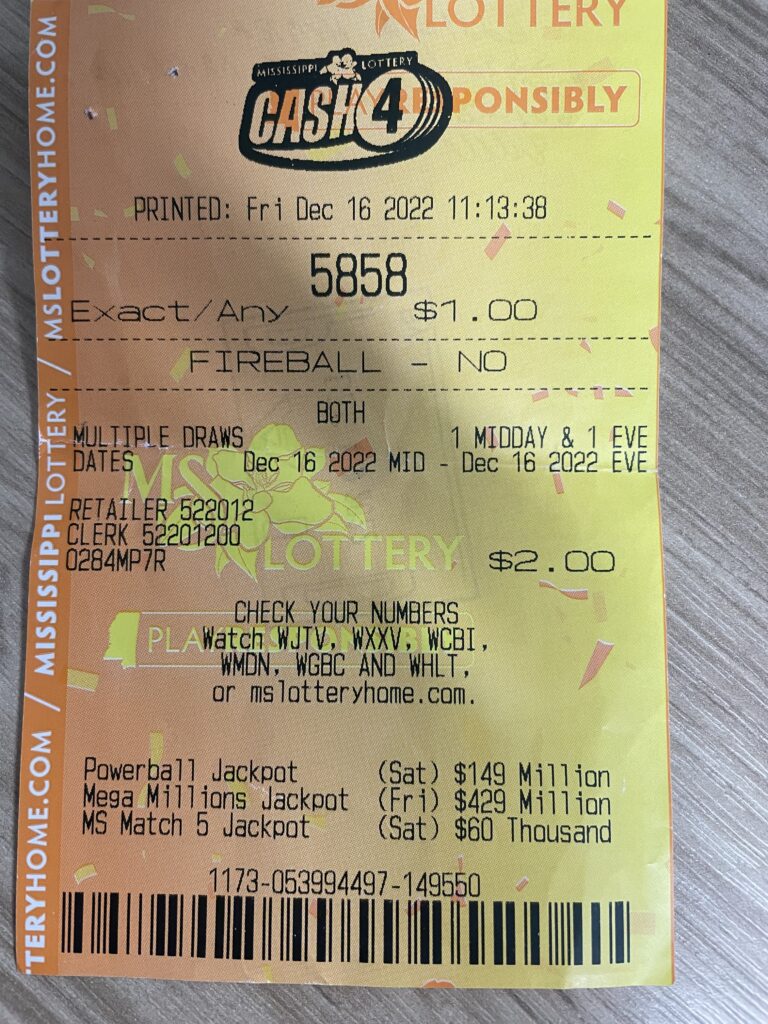 LOTTERY
MISSISSIPPI LOTTERY
CASH 4
RESPONSIBLY
PRINTED: Fri Dec 16 2022 11:13:38
5858
Exact/Any $1.00
FIREBALL - NO
BOTH
MULTIPLE DRAWS 1 MIDDAY & 1 EVE
DATES Dec 16 2022 MID - Dec 16 2022 EVE
MS
LOTTERY
RETAILER 522012
CLERK 52201200
0284MP7R $2.00
CHECK YOUR NUMBERS
Watch WJTV, WXXV, WCBI,
WMDN, WGBC AND WHLT,
or mslotteryhome.com.
Powerball Jackpot (Sat) $149 Million
Mega Millions Jackpot (Fri) $429 Million
MS Match 5 Jackpot (Sat) $60 Thousand
1173-053994497-149550
TERYHOME.COM / MISSISSIPPI LOTTERY / MSLOTTERYHOME.COM